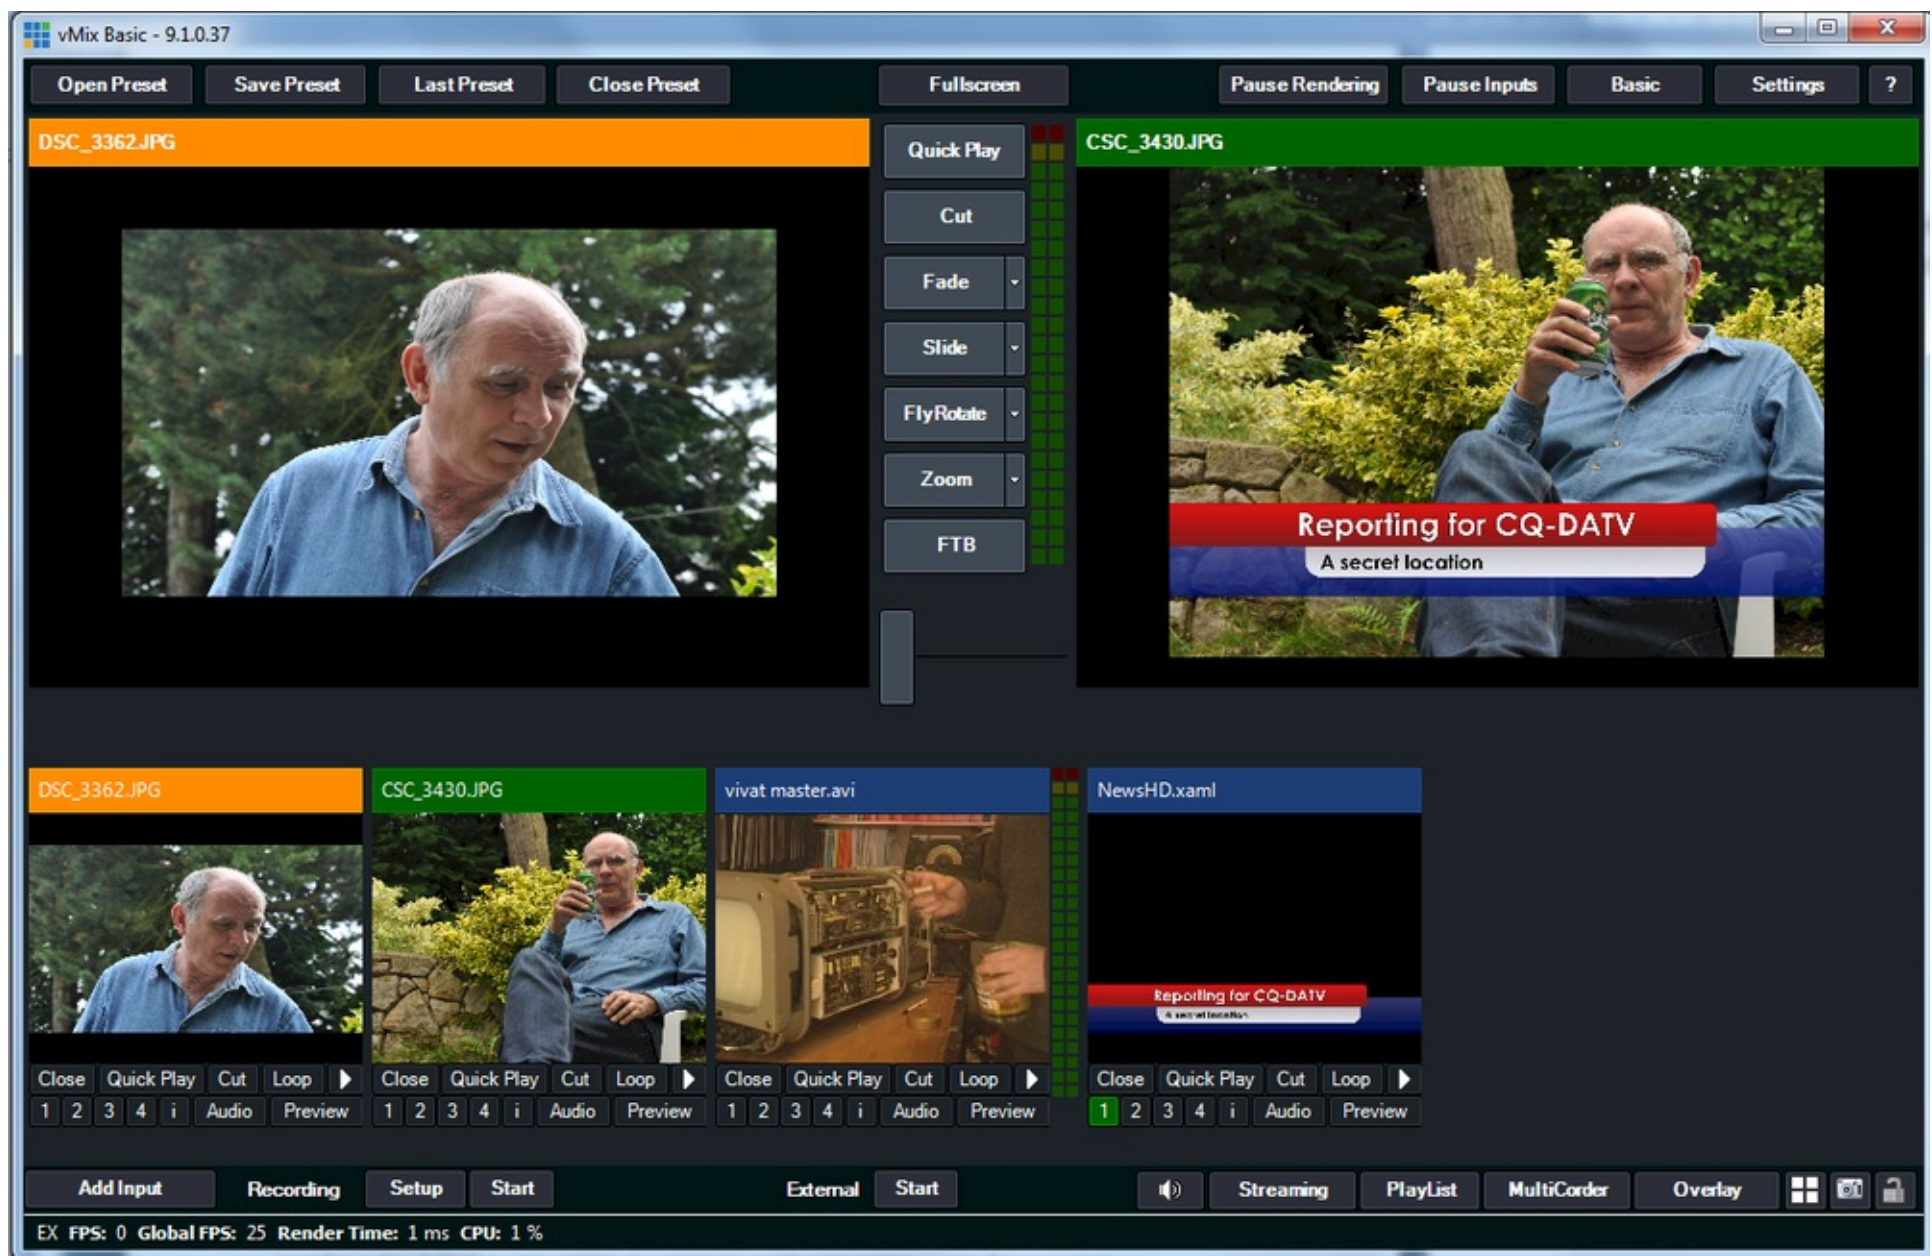 vMix Basic - 9.1.0.37
Open Preset Save Preset Last Preset Close Preset Fullscreen Pause Rendering Pause Inputs Basic Settings ?
DSC_3362.JPG
Quick Play
CSC_3430.JPG
Cut
Fade
Slide
FlyRotate
Zoom
FTB
Reporting for CQ-DATV
A secret location
DSC_3362.JPG CSC_3430.JPG vivat master.avi NewsHD.xaml
Reporting for CQ-DATV
A secret location
Close Quick Play Cut Loop Close Quick Play Cut Loop Close Quick Play Cut Loop Close Quick Play Cut Loop
1 2 3 4 i Audio Preview 1 2 3 4 i Audio Preview 1 2 3 4 i Audio Preview 1 2 3 4 i Audio Preview
Add Input Recording Setup Start External Start Streaming PlayList MultiCorder Overlay
EX FPS: 0 Global FPS: 25 Render Time: 1 ms CPU: 1 %